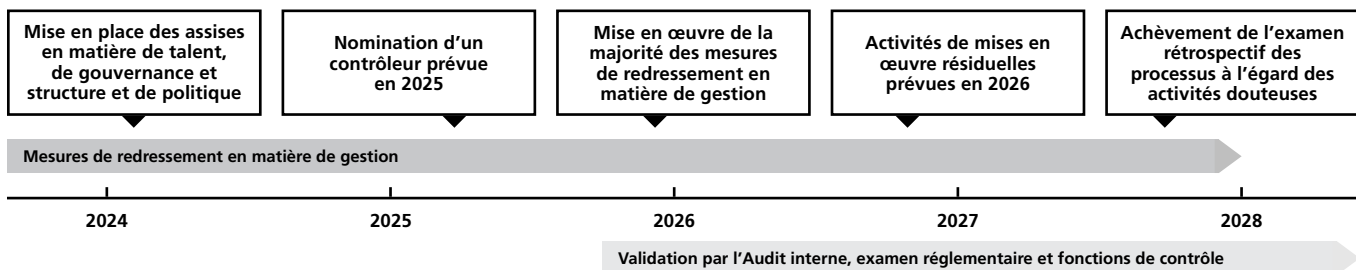 Mise en place des assises
en matière de talent,
de gouvernance et
structure et de politique
Nomination d’un
contrôleur prévue
en 2025
Mise en œuvre de la
majorité des mesures
de redressement en
matière de gestion
Activités de mises en
œuvre résiduelles
prévues en 2026
Achèvement de l’examen
rétrospectif des
processus à l’égard des
activités douteuses
Mesures de redressement en matière de gestion
2024
2025
2026
2027
2028
Validation par l’Audit interne, examen réglementaire et fonctions de contrôle